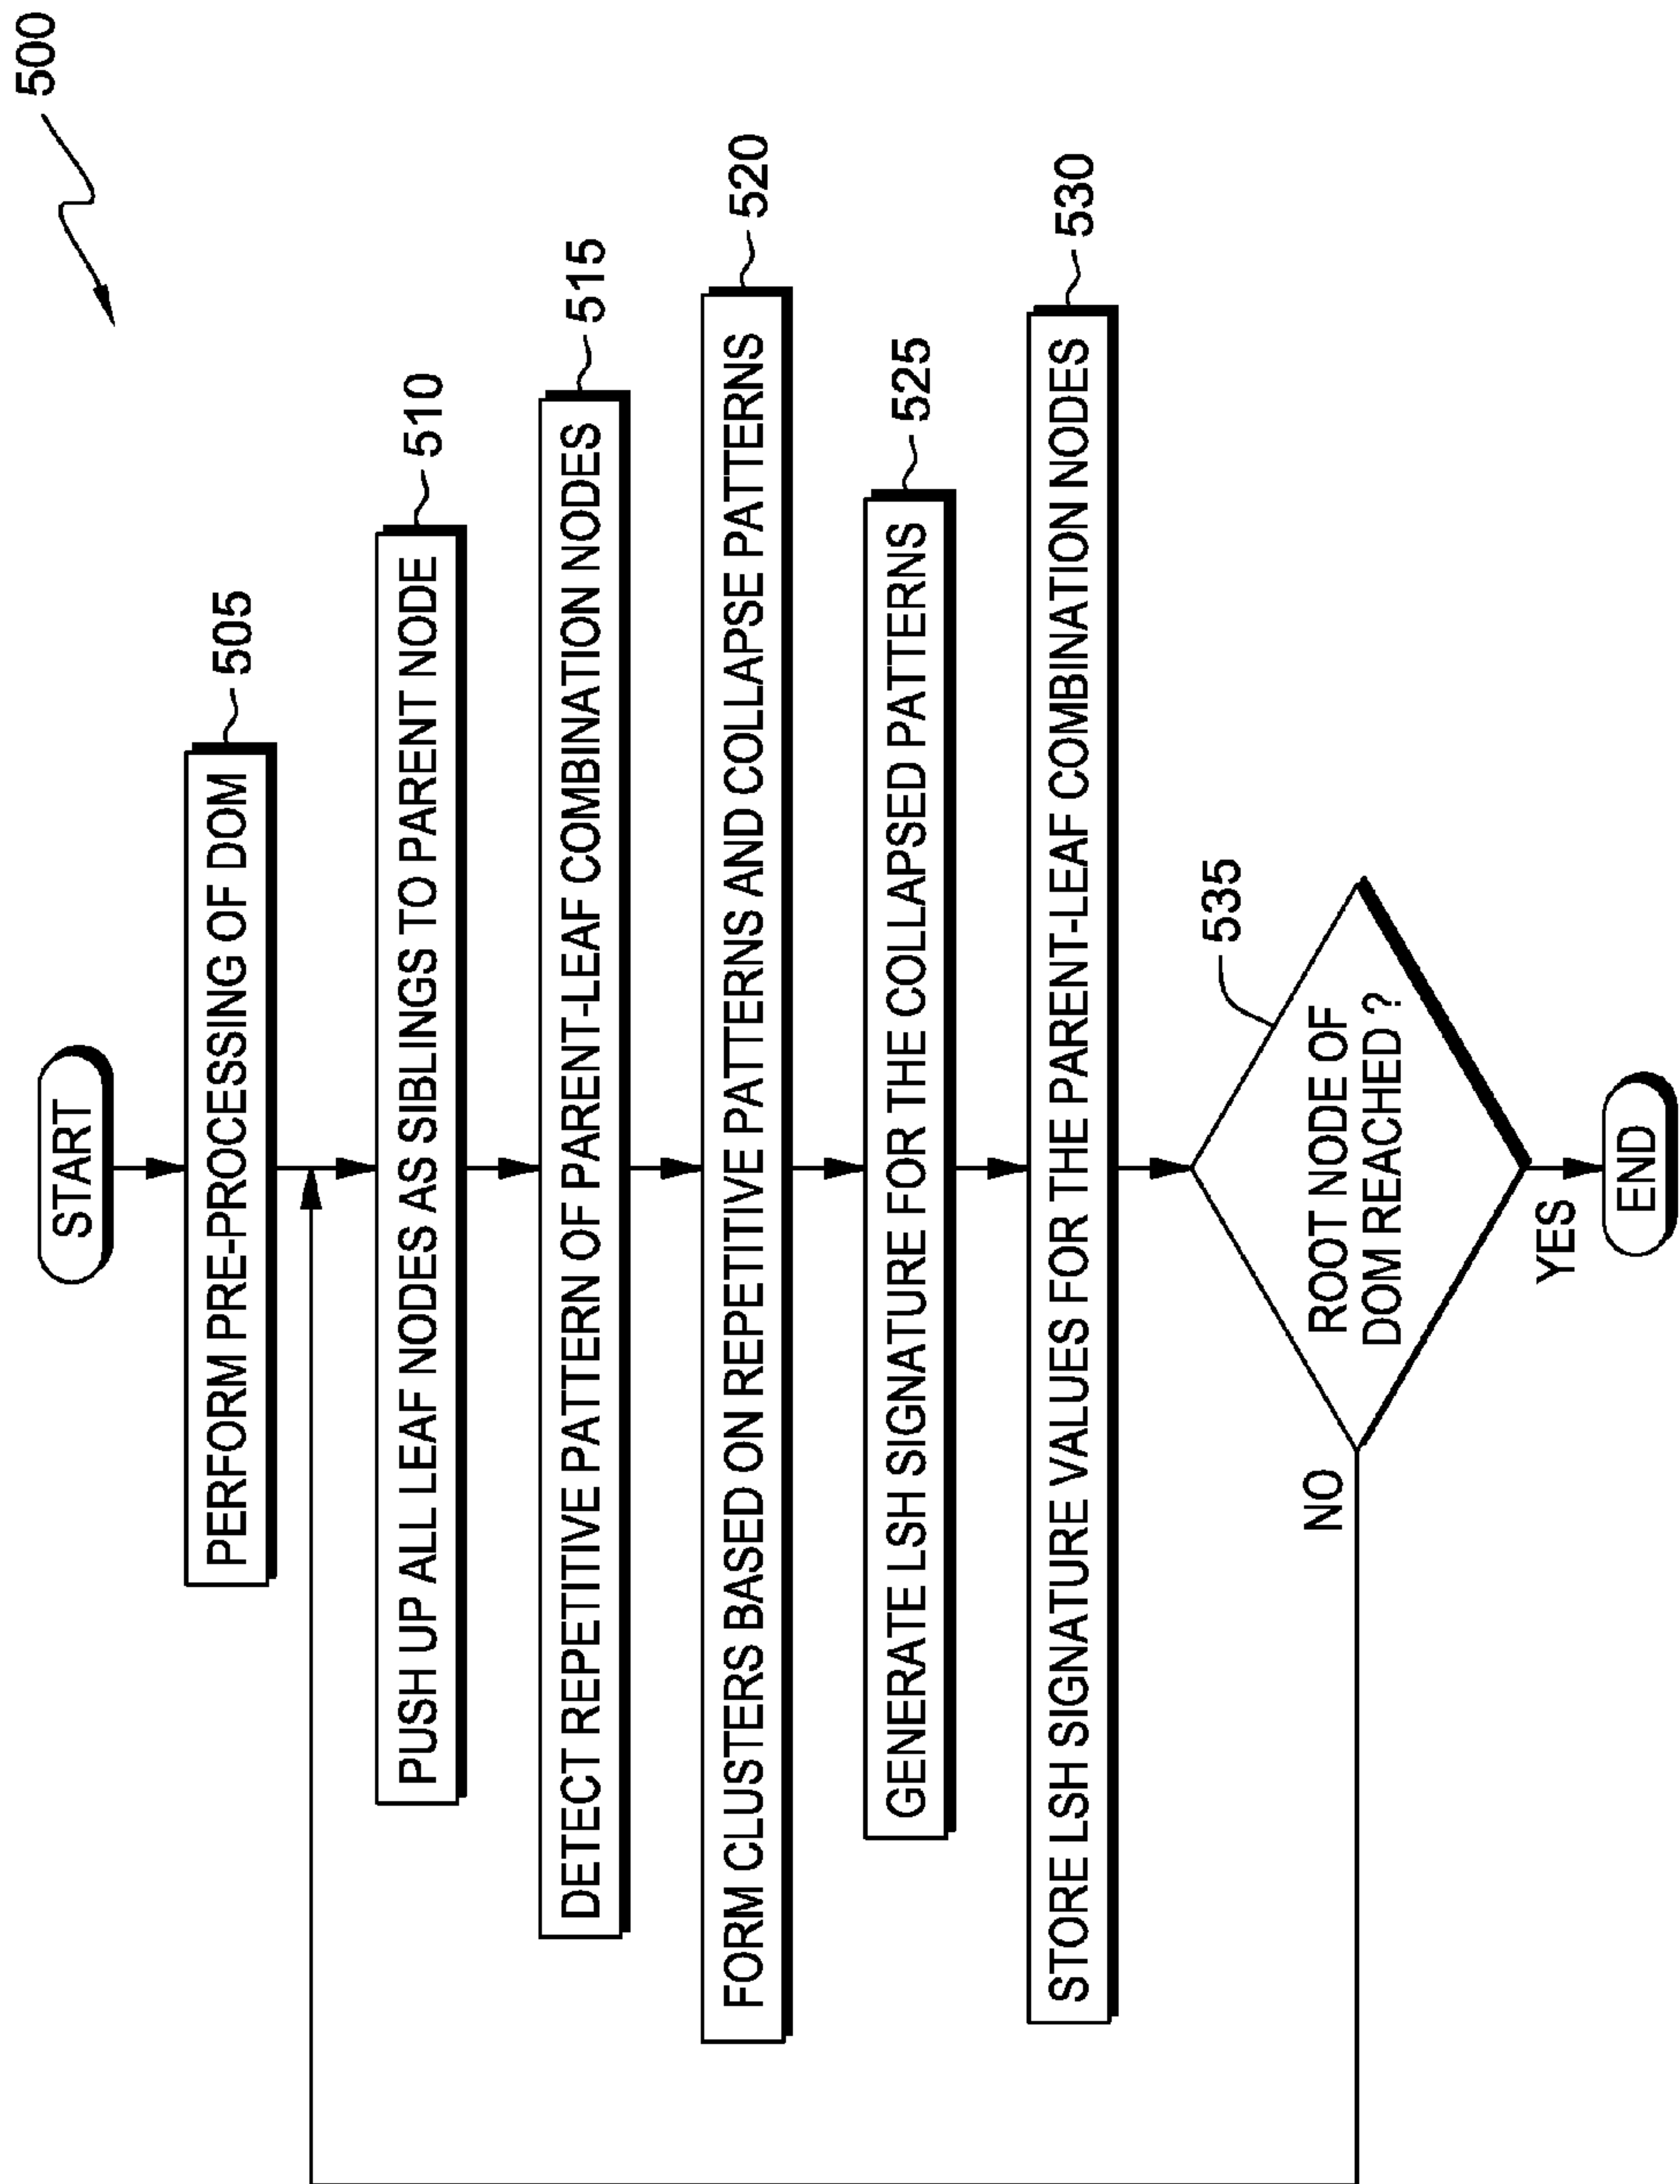 500
START
PERFORM PRE-PROCESSING OF DOM
505
PUSH UP ALL LEAF NODES AS SIBLINGS TO PARENT NODE
510
DETECT REPETITIVE PATTERN OF PARENT-LEAF COMBINATION NODES
515
FORM CLUSTERS BASED ON REPETITIVE PATTERNS AND COLLAPSE PATTERNS
520
GENERATE LSH SIGNATURE FOR THE COLLAPSED PATTERNS
525
STORE LSH SIGNATURE VALUES FOR THE PARENT-LEAF COMBINATION NODES
530
535
ROOT NODE OF
DOM REACHED ?
NO
YES
END